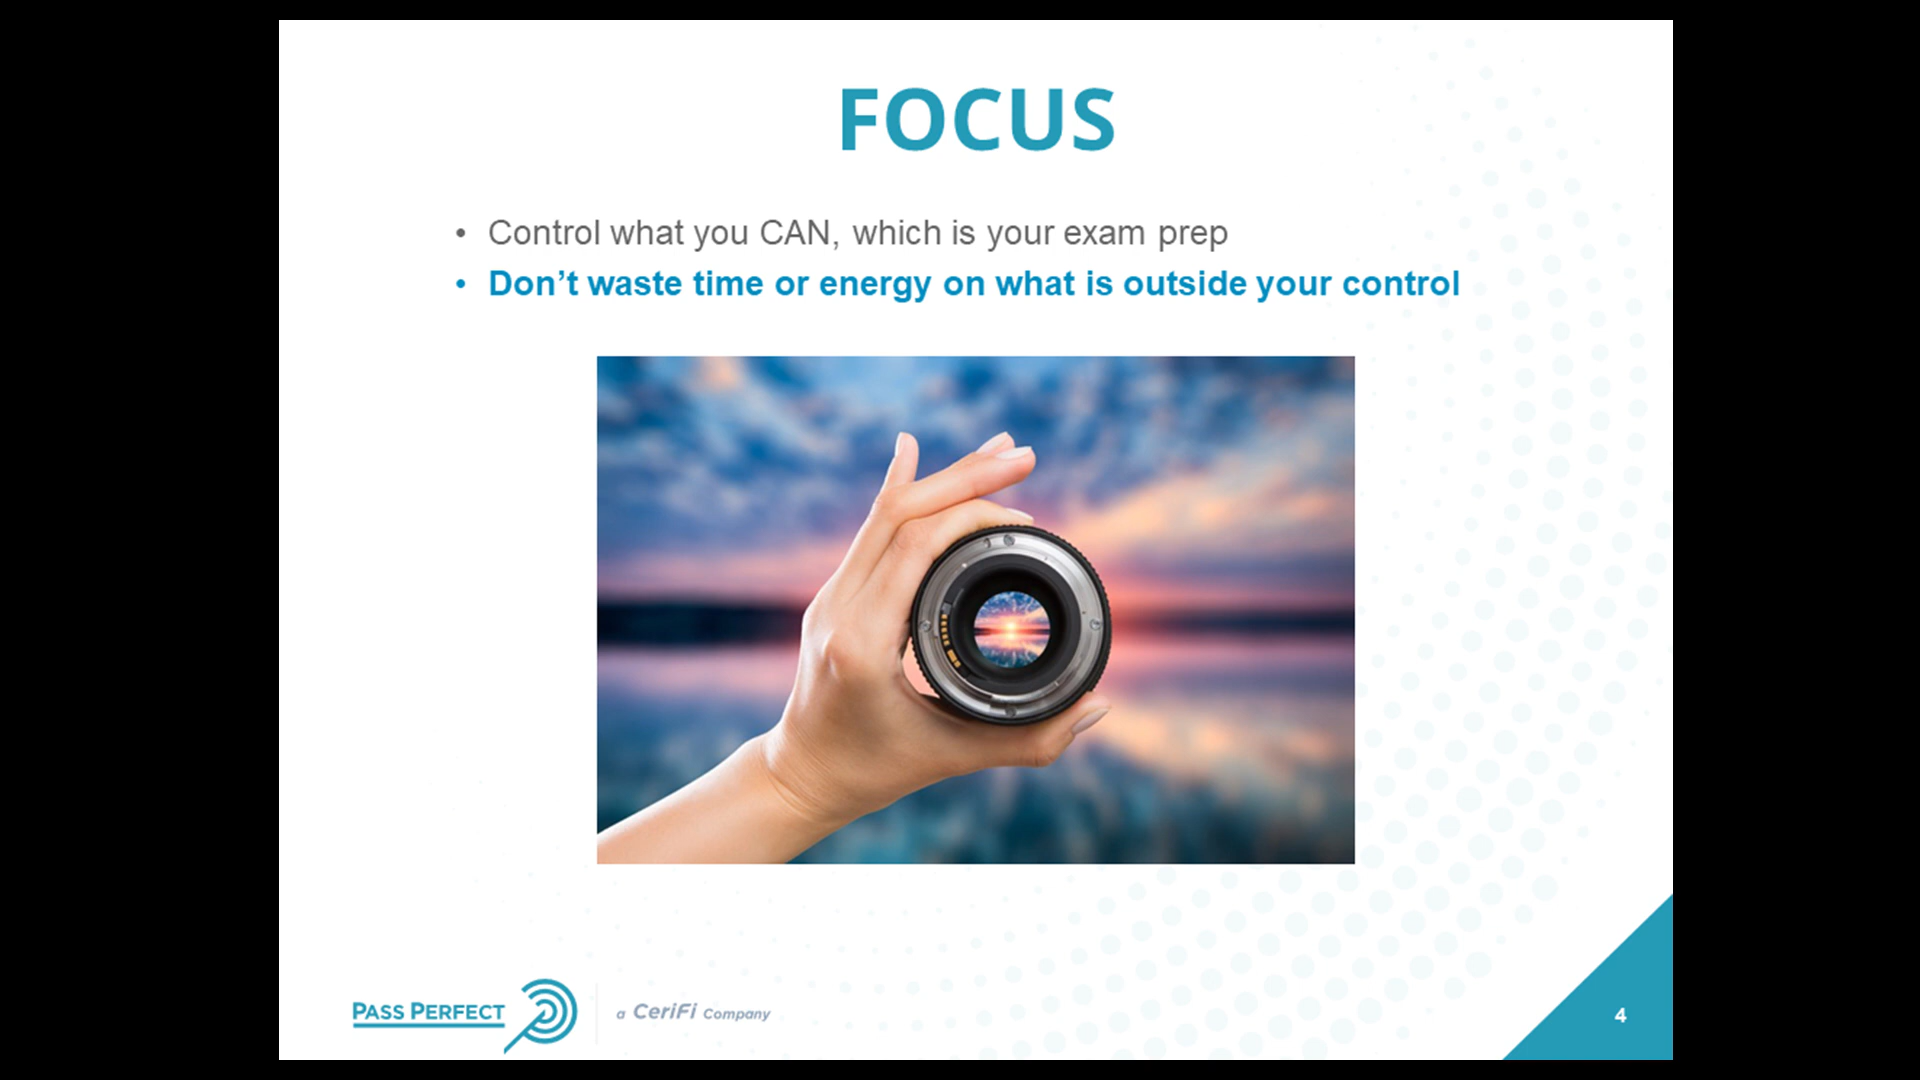 FOCUS
• Control what you CAN, which is your exam prep
• Don’t waste time or energy on what is outside your control
PASS PERFECT
a CeriFi Company
4